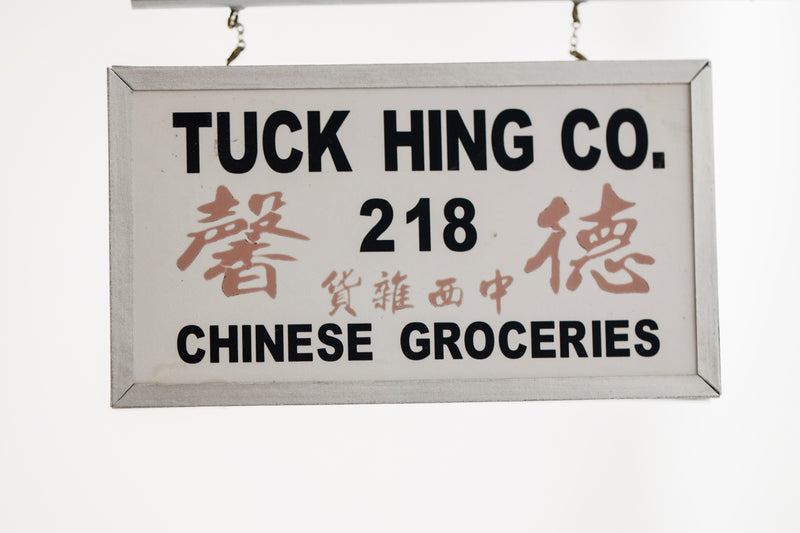 TUCK HING CO.
218
德馨
中西雜貨
CHINESE GROCERIES